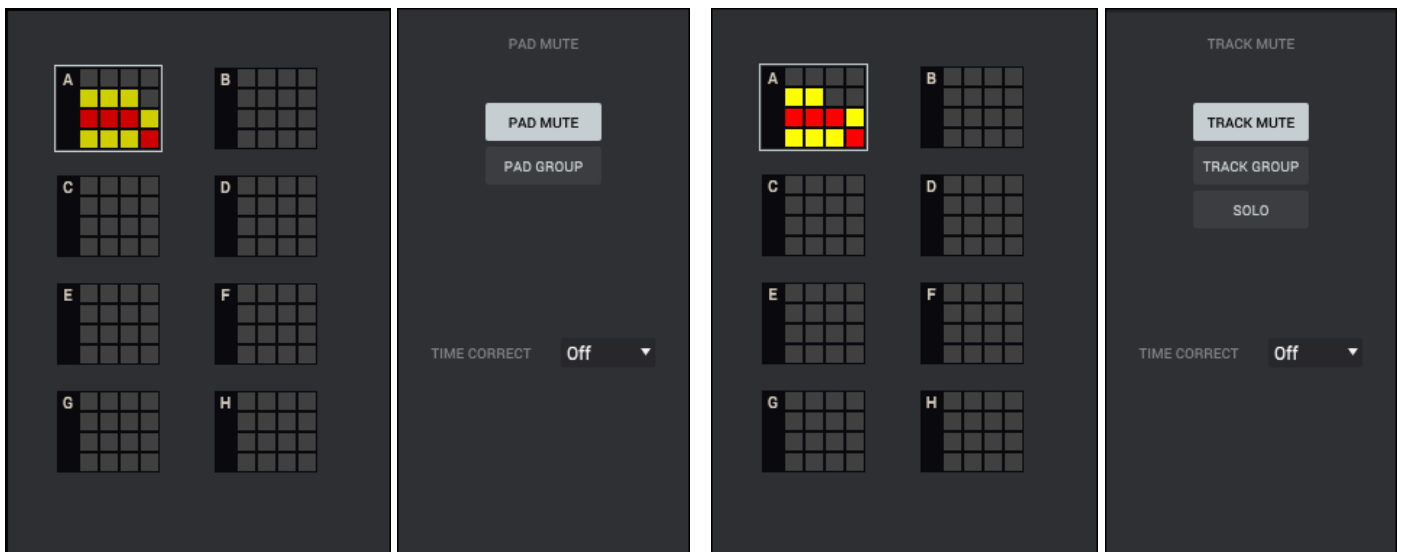 PAD MUTE
A
B
PAD MUTE
PAD GROUP
C
D
E
F
TIME CORRECT Off
G
H
TRACK MUTE
A
B
TRACK MUTE
TRACK GROUP
C
D
SOLO
E
F
TIME CORRECT Off
G
H